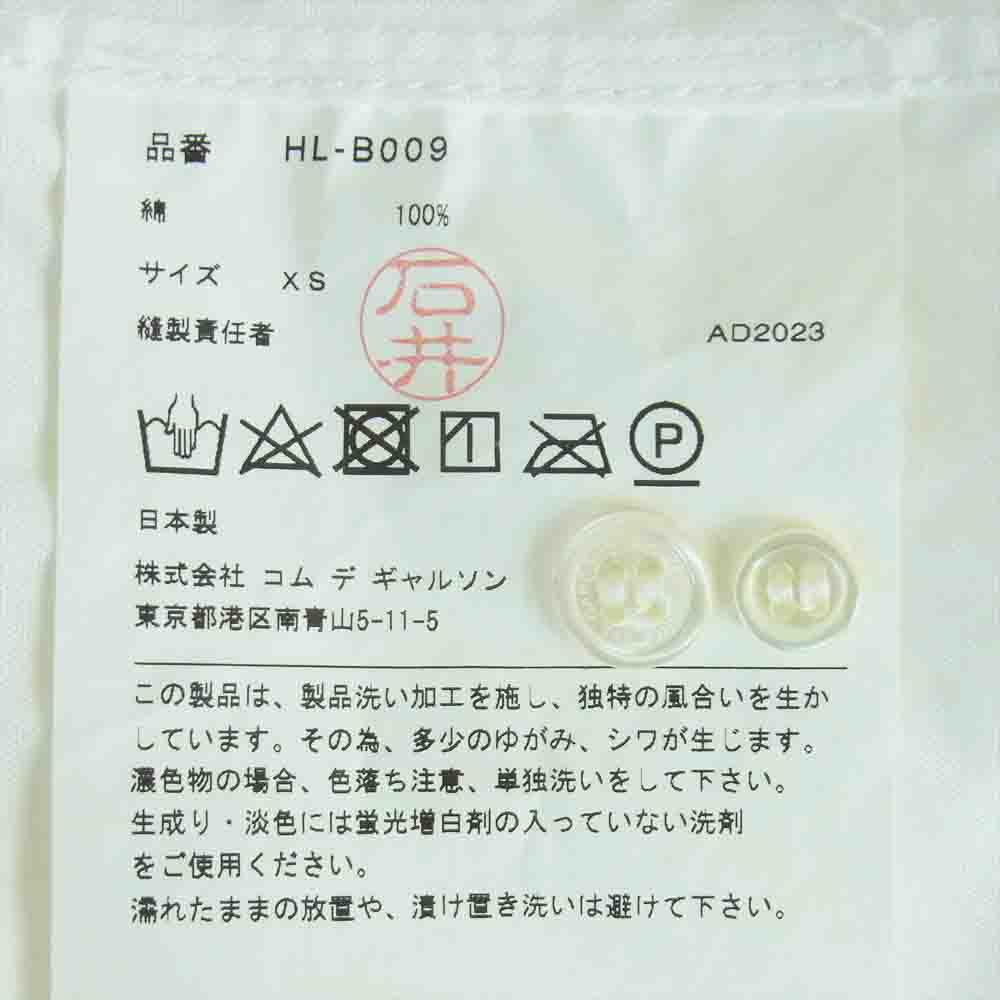 品番 HL-B009
綿 100%
サイズ XS
石井
縫製責任者 AD2023
P
日本製
株式会社 コム デ ギャルソン
東京都港区南青山5-11-5
この製品は、製品洗い加工を施し、独特の風合いを生か
しています。その為、多少のゆがみ、シワが生じます。
濃色物の場合、色落ち注意、単独洗いをして下さい。
生成り・淡色には蛍光増白剤の入っていない洗剤
をご使用ください。
濡れたままの放置や、漬け置き洗いは避けて下さい。